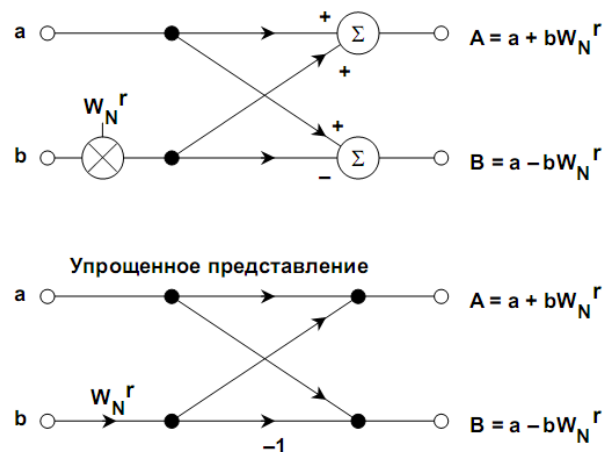 a
+
Σ
A = a + bW_N^r
+
W_N^r
+
b
Σ
–
B = a – bW_N^r
Упрощенное представление
a
A = a + bW_N^r
W_N^r
b
–1
B = a – bW_N^r